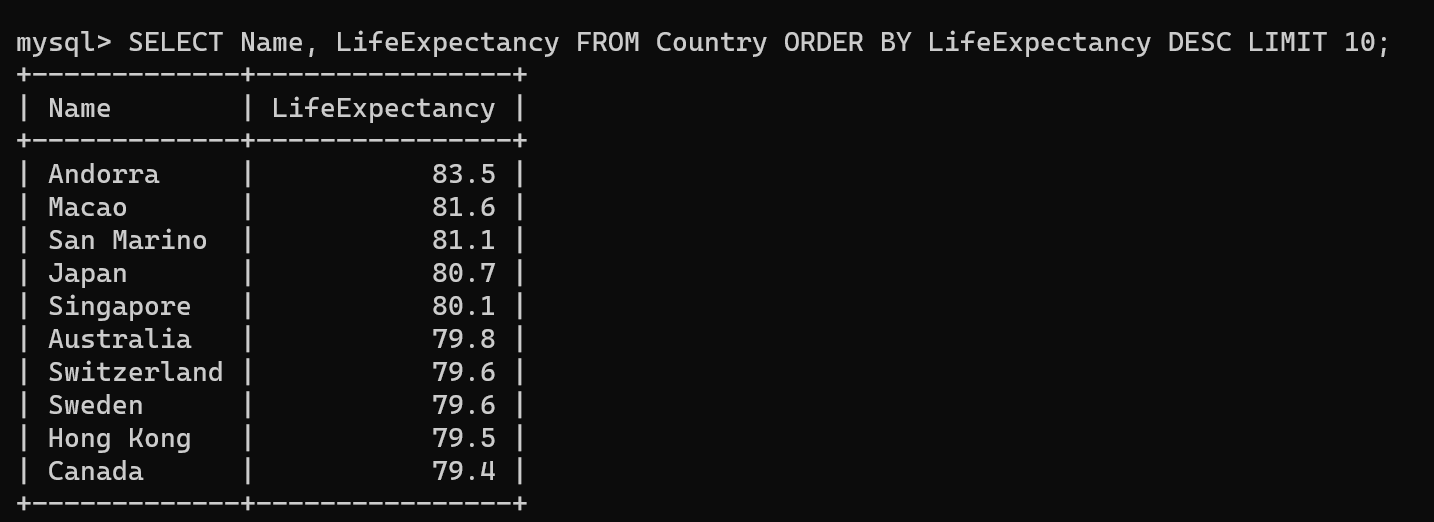 mysql> SELECT Name, LifeExpectancy FROM Country ORDER BY LifeExpectancy DESC LIMIT 10;
+-------------+----------------+
| Name        | LifeExpectancy |
+-------------+----------------+
| Andorra     |           83.5 |
| Macao       |           81.6 |
| San Marino  |           81.1 |
| Japan       |           80.7 |
| Singapore   |           80.1 |
| Australia   |           79.8 |
| Switzerland |           79.6 |
| Sweden      |           79.6 |
| Hong Kong   |           79.5 |
| Canada      |           79.4 |
+-------------+----------------+